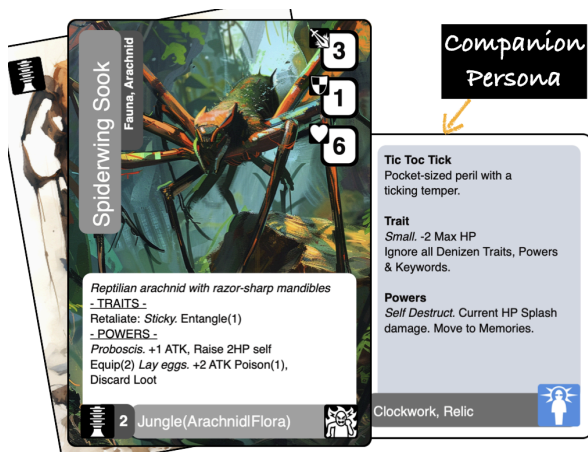 Companion
Persona
Spiderwing Sook
Fauna, Arachnid
3
1
6
Reptilian arachnid with razor-sharp mandibles
- TRAITS -
Retaliate: Sticky. Entangle(1)
- POWERS -
Proboscis. +1 ATK, Raise 2HP self
Equip(2) Lay eggs. +2 ATK Poison(1),
Discard Loot
2 Jungle(Arachnid|Flora)
Tic Toc Tick
Pocket-sized peril with a
ticking temper.
Trait
Small. -2 Max HP
Ignore all Denizen Traits, Powers
& Keywords.
Powers
Self Destruct. Current HP Splash
damage. Move to Memories.
Clockwork, Relic